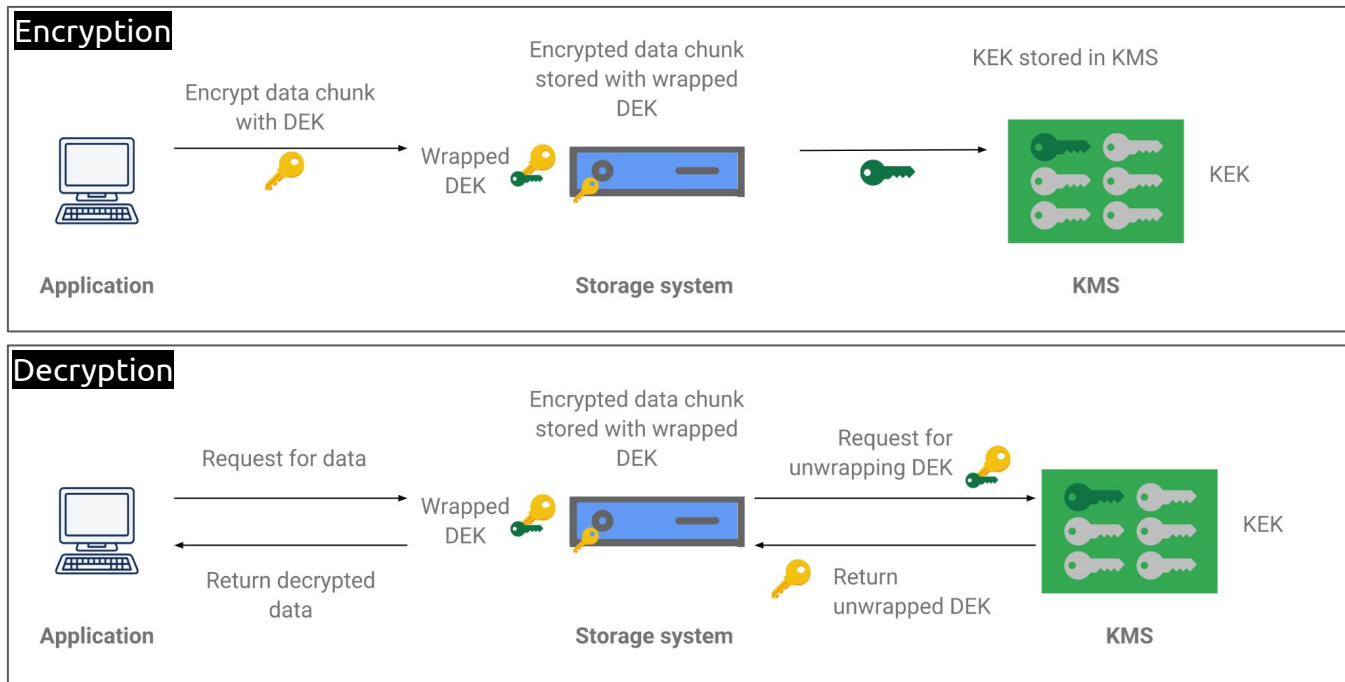 Encryption
Encrypt data chunk
with DEK
Wrapped
DEK
Encrypted data chunk
stored with wrapped
DEK
KEK stored in KMS
KEK
Application
Storage system
KMS
Decryption
Request for data
Return decrypted
data
Wrapped
DEK
Encrypted data chunk
stored with wrapped
DEK
Request for
unwrapping DEK
Return
unwrapped DEK
KEK
Application
Storage system
KMS